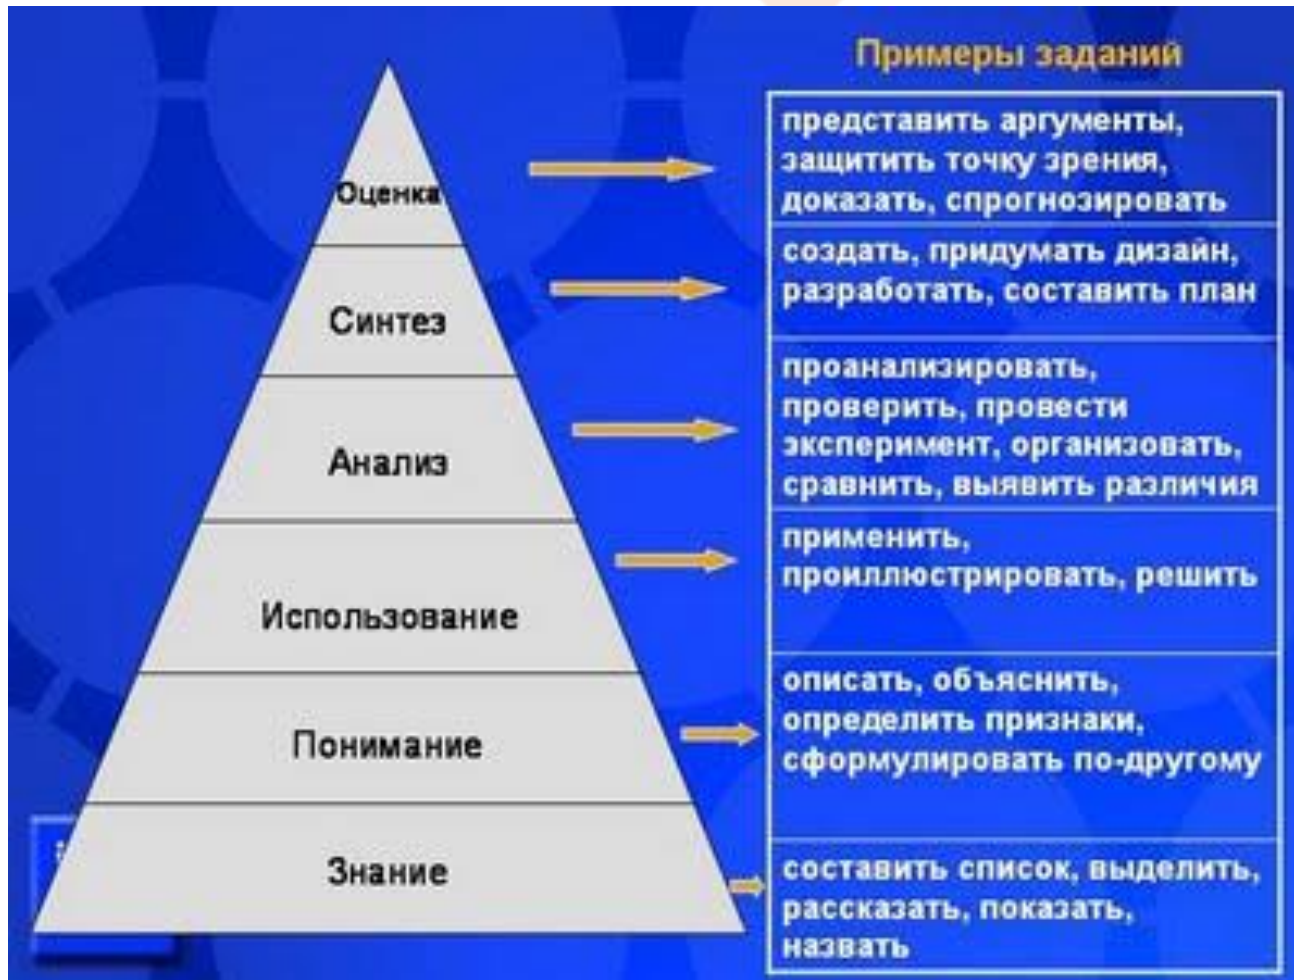 Примеры заданий
Оценка
представить аргументы,
защитить точку зрения,
доказать, спрогнозировать
Синтез
создать, придумать дизайн,
разработать, составить план
Анализ
проанализировать,
проверить, провести
эксперимент, организовать,
сравнить, выявить различия
Использование
применить,
проиллюстрировать, решить
Понимание
описать, объяснить,
определить признаки,
сформулировать по-другому
Знание
составить список, выделить,
рассказать, показать,
назвать